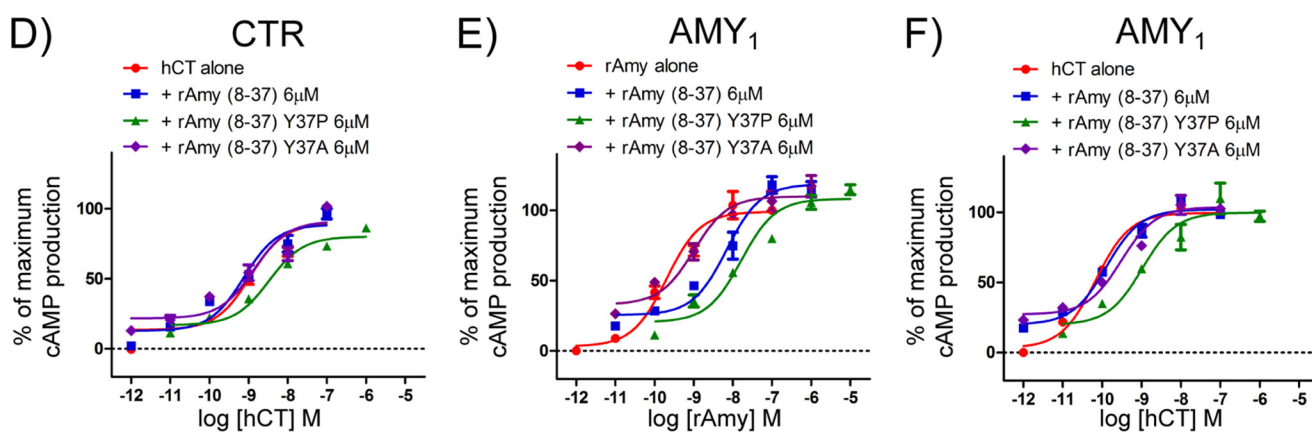 D) CTR
hCT alone
+ rAmy (8-37) 6μM
+ rAmy (8-37) Y37P 6μM
+ rAmy (8-37) Y37A 6μM
% of maximum
cAMP production
100
50
0
-12 -11 -10 -9 -8 -7 -6 -5
log [hCT] M
E) AMY₁
rAmy alone
+ rAmy (8-37) 6μM
+ rAmy (8-37) Y37P 6μM
+ rAmy (8-37) Y37A 6μM
% of maximum
cAMP production
100
50
0
-12 -11 -10 -9 -8 -7 -6 -5
log [rAmy] M
F) AMY₁
hCT alone
+ rAmy (8-37) 6μM
+ rAmy (8-37) Y37P 6μM
+ rAmy (8-37) Y37A 6μM
% of maximum
cAMP production
100
50
0
-12 -11 -10 -9 -8 -7 -6 -5
log [hCT] M